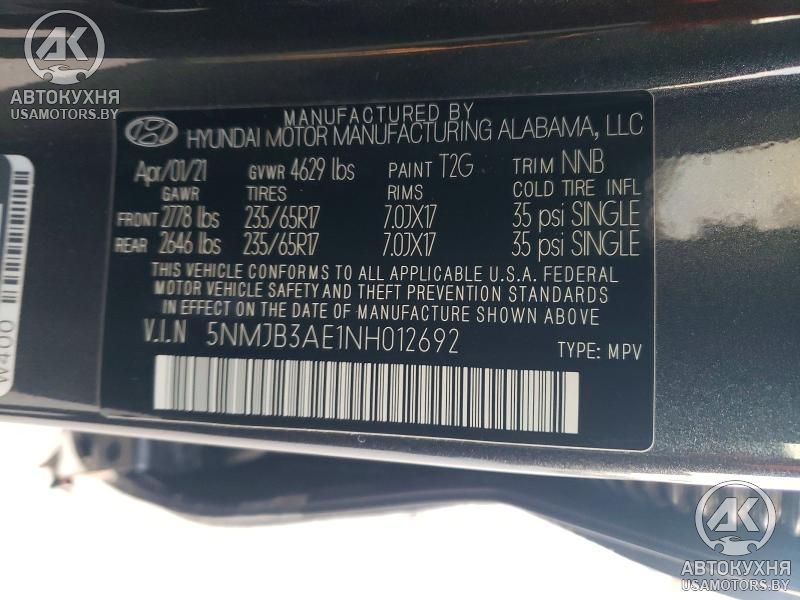 AK
АВТОКУХНЯ
USAMOTORS.BY
MANUFACTURED BY
HYUNDAI MOTOR MANUFACTURING ALABAMA, LLC
Apr/01/21 GVWR 4629 lbs PAINT T2G TRIM NNB
GAWR TIRES RIMS COLD TIRE INFL
FRONT 2778 lbs 235/65R17 7.0JX17 35 psi SINGLE
REAR 2646 lbs 235/65R17 7.0JX17 35 psi SINGLE
THIS VEHICLE CONFORMS TO ALL APPLICABLE U.S.A. FEDERAL
MOTOR VEHICLE SAFETY AND THEFT PREVENTION STANDARDS
IN EFFECT ON THE DATE OF MANUFACTURE SHOWN ABOVE.
V.I.N 5NMJB3AE1NH012692
TYPE: MPV
W400
AK
АВТОКУХНЯ
USAMOTORS.BY